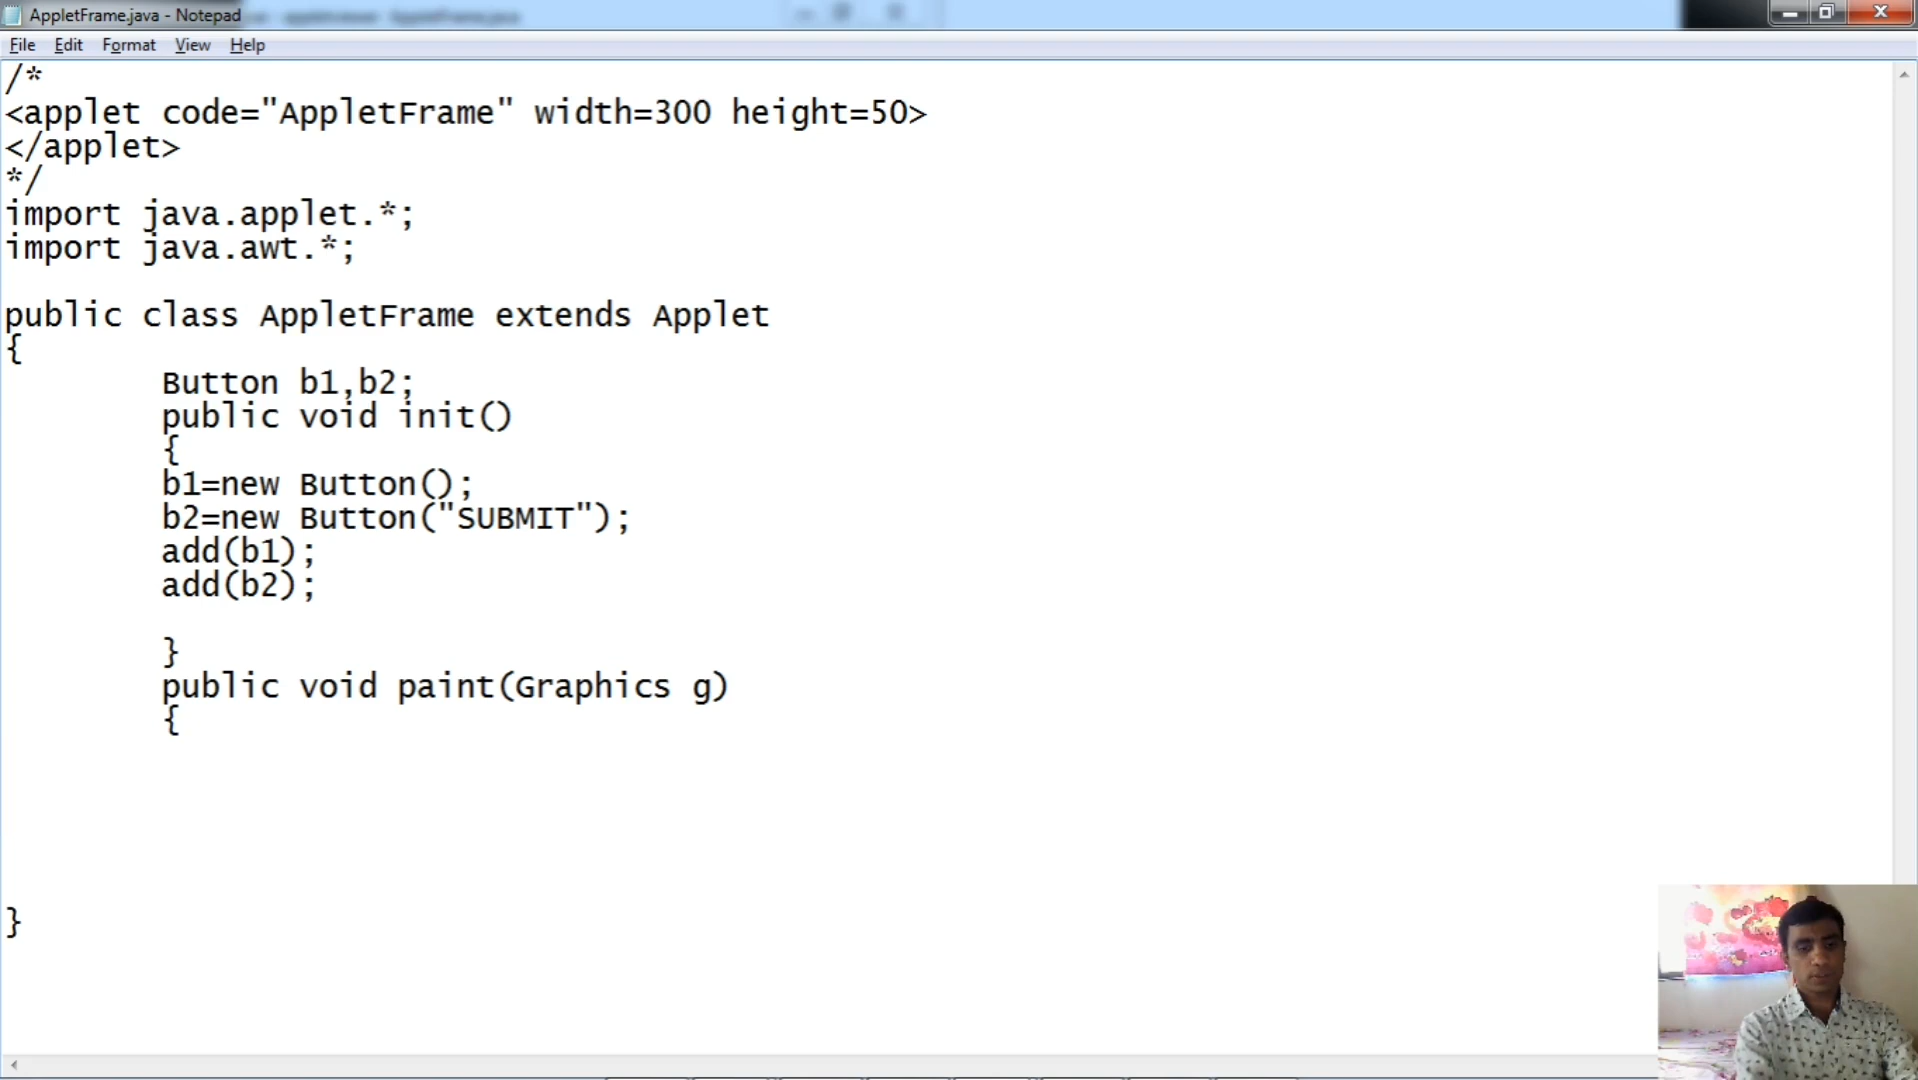 AppletFrame.java - Notepad
File Edit Format View Help
/*
<applet code="AppletFrame" width=300 height=50>
</applet>
*/
import java.applet.*;
import java.awt.*;
public class AppletFrame extends Applet
{
Button b1,b2;
public void init()
{
b1=new Button();
b2=new Button("SUBMIT");
add(b1);
add(b2);
}
public void paint(Graphics g)
{
}